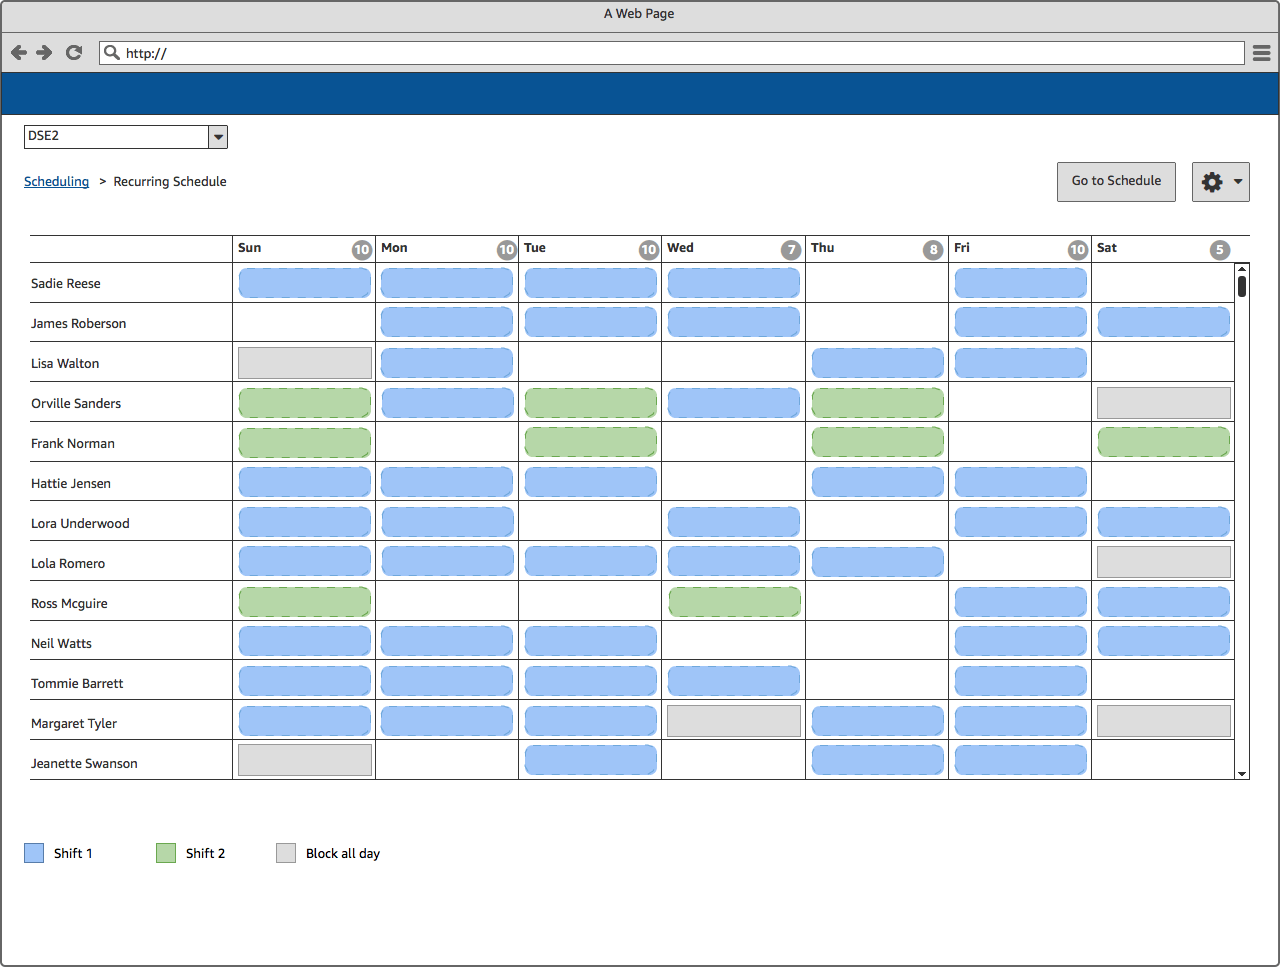 A Web Page
http://
DSE2
Scheduling > Recurring Schedule
Go to Schedule
Sun 10 Mon 10 Tue 10 Wed 7 Thu 8 Fri 10 Sat 5
Sadie Reese
James Roberson
Lisa Walton
Orville Sanders
Frank Norman
Hattie Jensen
Lora Underwood
Lola Romero
Ross Mcguire
Neil Watts
Tommie Barrett
Margaret Tyler
Jeanette Swanson
Shift 1 Shift 2 Block all day